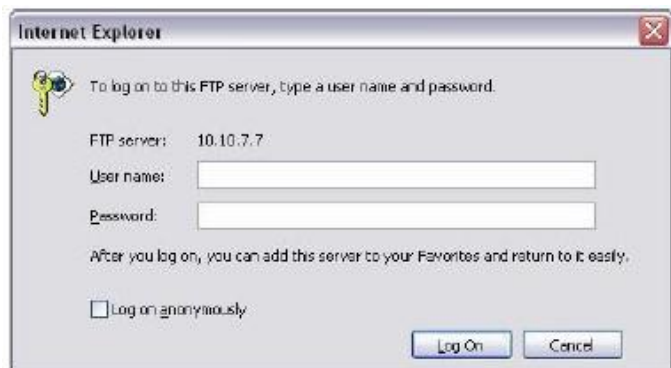 Internet Explorer
To log on to this FTP server, type a user name and password.
FTP server: 10.10.7.7
User name:
Password:
After you log on, you can add this server to your Favorites and return to it easily.
Log on anonymously
Log On Cancel